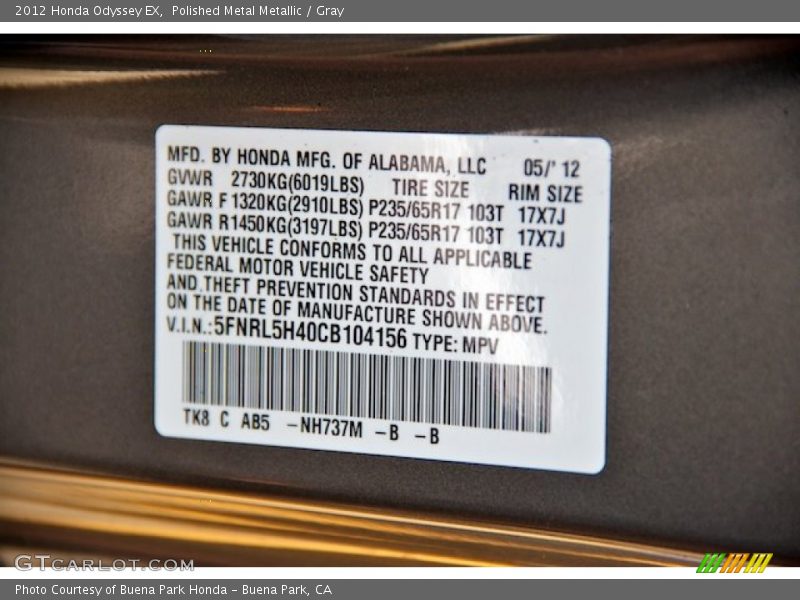 2012 Honda Odyssey EX, Polished Metal Metallic / Gray
MFD. BY HONDA MFG. OF ALABAMA, LLC 05/' 12
GVWR 2730KG(6019LBS) TIRE SIZE RIM SIZE
GAWR F 1320KG(2910LBS) P235/65R17 103T 17X7J
GAWR R1450KG(3197LBS) P235/65R17 103T 17X7J
THIS VEHICLE CONFORMS TO ALL APPLICABLE
FEDERAL MOTOR VEHICLE SAFETY
AND THEFT PREVENTION STANDARDS IN EFFECT
ON THE DATE OF MANUFACTURE SHOWN ABOVE.
V.I.N.:5FNRL5H40CB104156 TYPE: MPV
TK8 C AB5 -NH737M -B -B
GTCARLOT.COM
Photo Courtesy of Buena Park Honda - Buena Park, CA